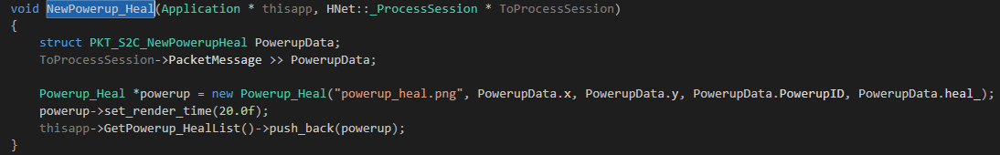 void NewPowerup_Heal(Application * thisapp, HNet::_ProcessSession * ToProcessSession)
{
    struct PKT_S2C_NewPowerupHeal PowerupData;
    ToProcessSession->PacketMessage >> PowerupData;

    Powerup_Heal *powerup = new Powerup_Heal("powerup_heal.png", PowerupData.x, PowerupData.y, PowerupData.PowerupID, PowerupData.heal_);
    powerup->set_render_time(20.0f);
    thisapp->GetPowerup_HealList()->push_back(powerup);
}